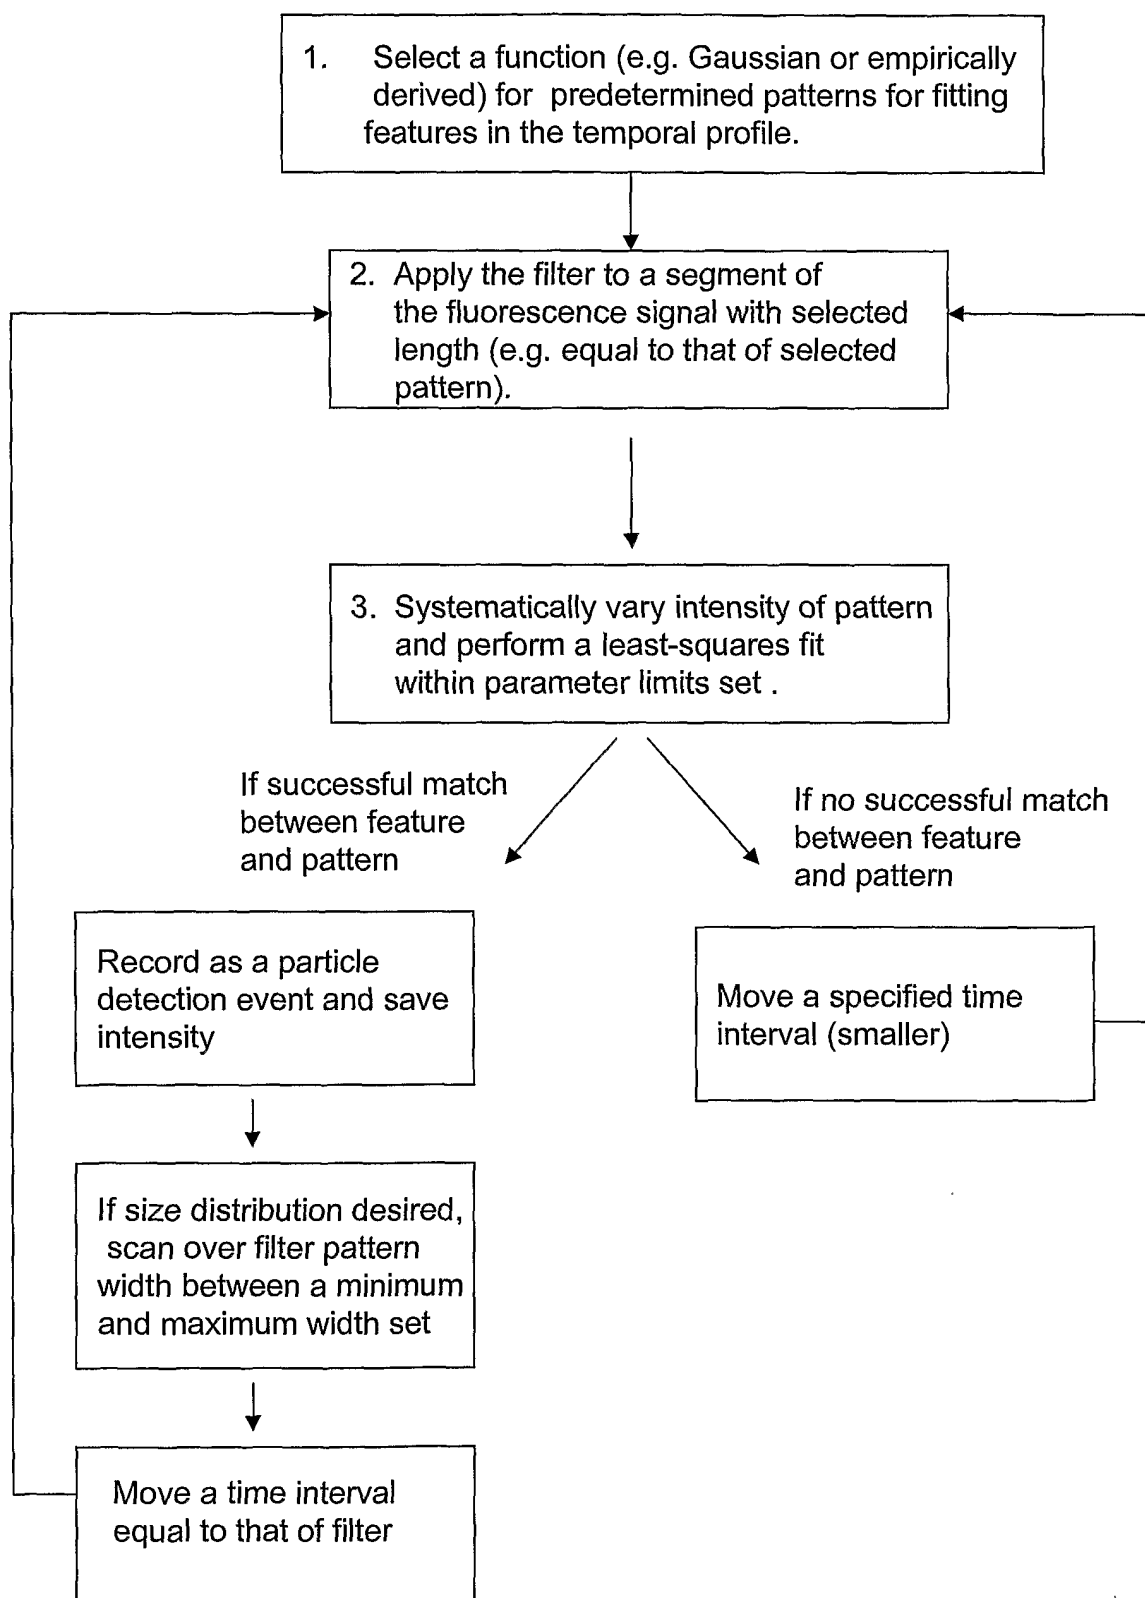 1. Select a function (e.g. Gaussian or empirically
derived) for predetermined patterns for fitting
features in the temporal profile.
2. Apply the filter to a segment of
the fluorescence signal with selected
length (e.g. equal to that of selected
pattern).
3. Systematically vary intensity of pattern
and perform a least-squares fit
within parameter limits set .
If successful match
between feature
and pattern
If no successful match
between feature
and pattern
Record as a particle
detection event and save
intensity
Move a specified time
interval (smaller)
If size distribution desired,
scan over filter pattern
width between a minimum
and maximum width set
Move a time interval
equal to that of filter